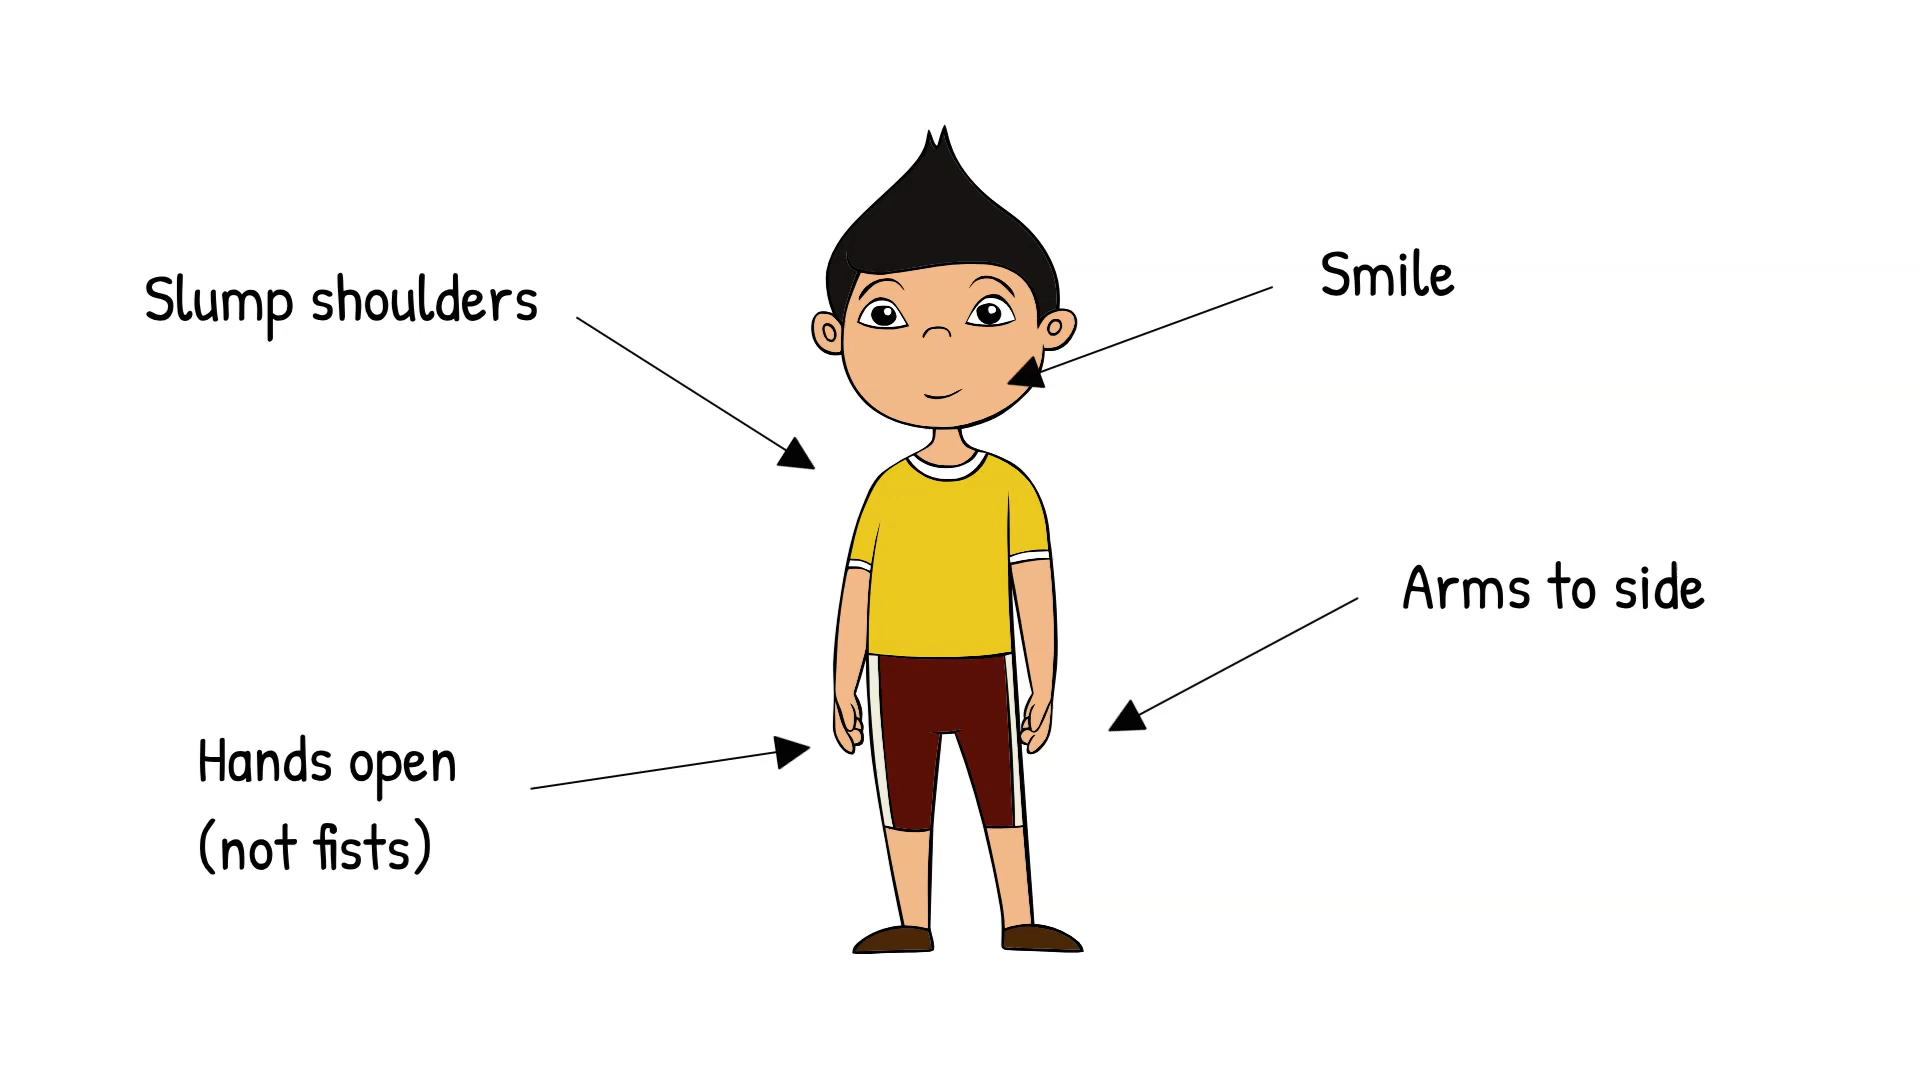 Slump shoulders
Smile
Arms to side
Hands open
(not fists)